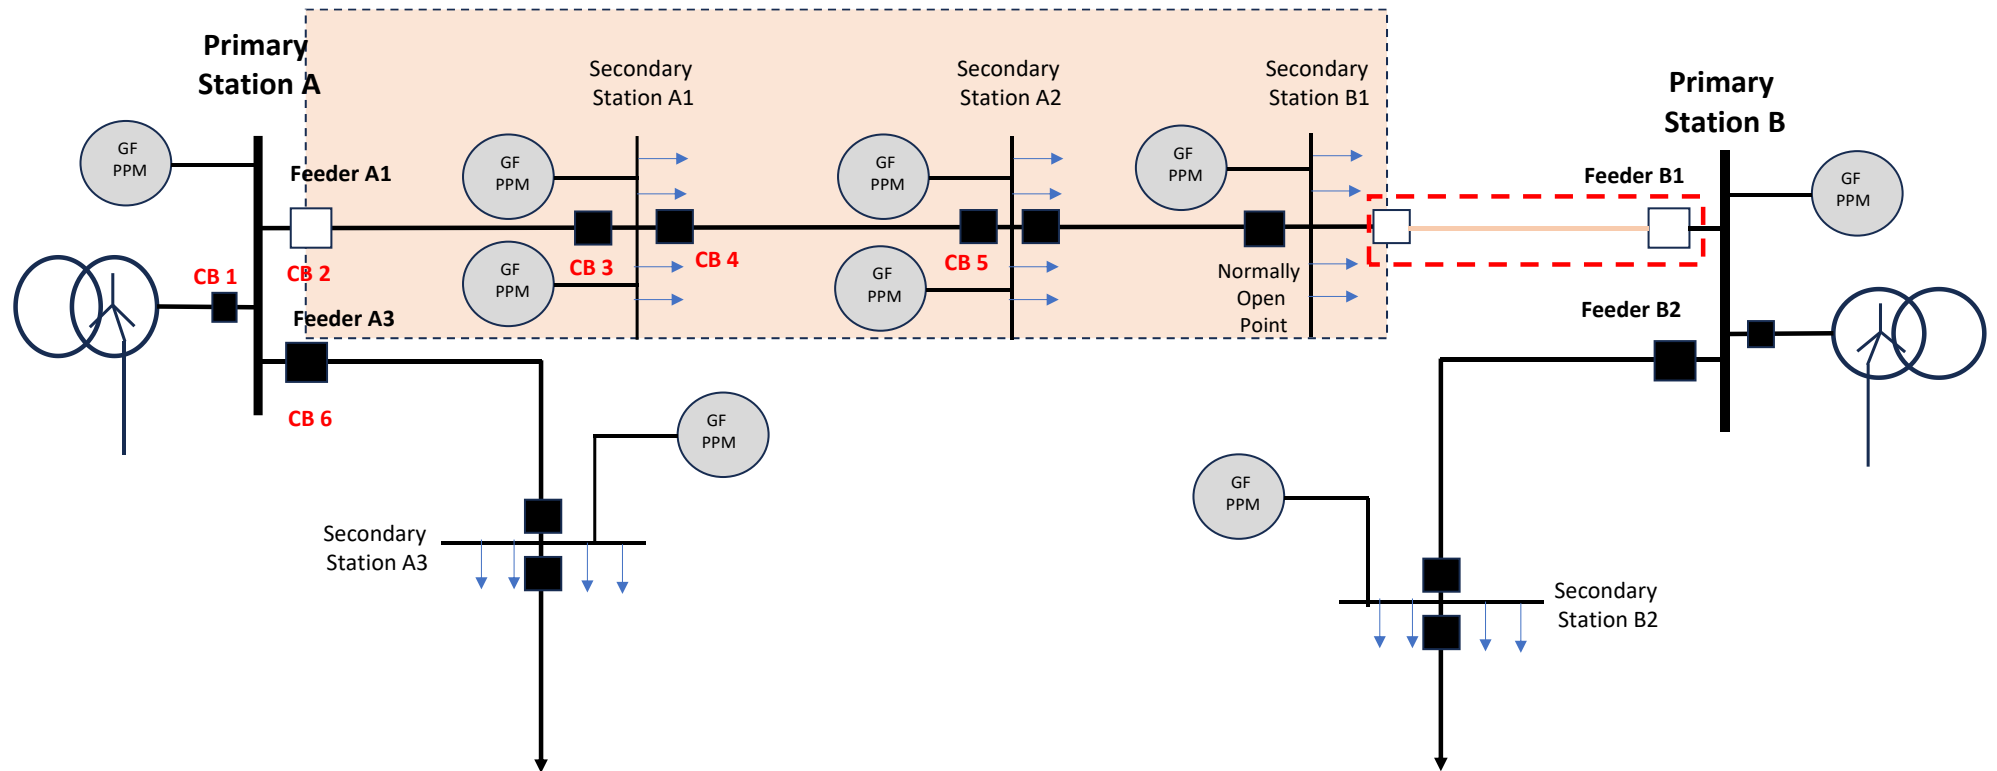 Primary
Station A
Secondary
Station A1
Secondary
Station A2
Secondary
Station B1
Primary
Station B
GF
PPM
Feeder A1
GF
PPM
GF
PPM
GF
PPM
Feeder B1
GF
PPM
CB 1
CB 2
CB 3
CB 4
CB 5
GF
PPM
GF
PPM
Normally
Open
Point
Feeder A3
Feeder B2
CB 6
GF
PPM
GF
PPM
Secondary
Station A3
Secondary
Station B2